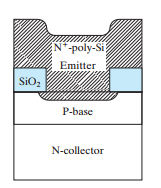 N⁺-poly-Si
Emitter
SiO₂
P-base
N-collector